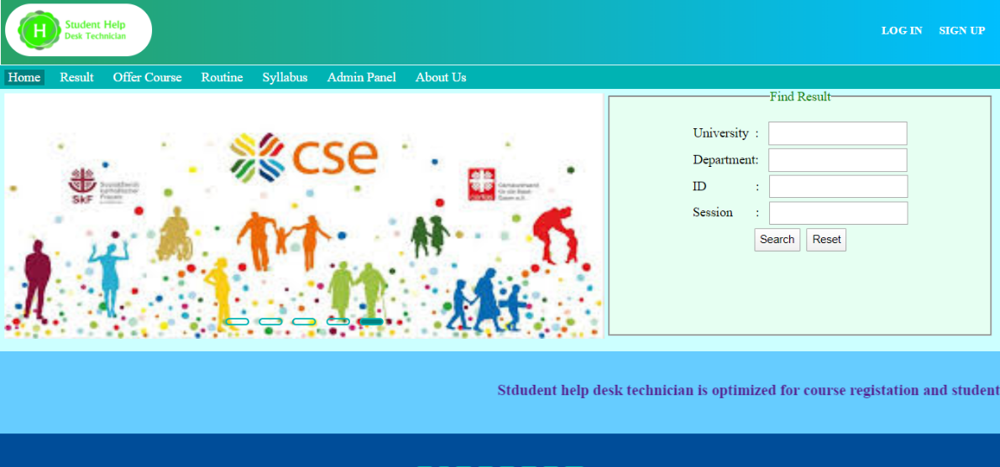 H
Student Help
Desk Technician
LOG IN SIGN UP
Home Result Offer Course Routine Syllabus Admin Panel About Us
cse
SkF
Find Result
University :
Department:
ID :
Session :
Search Reset
Stdudent help desk technician is optimized for course registation and student